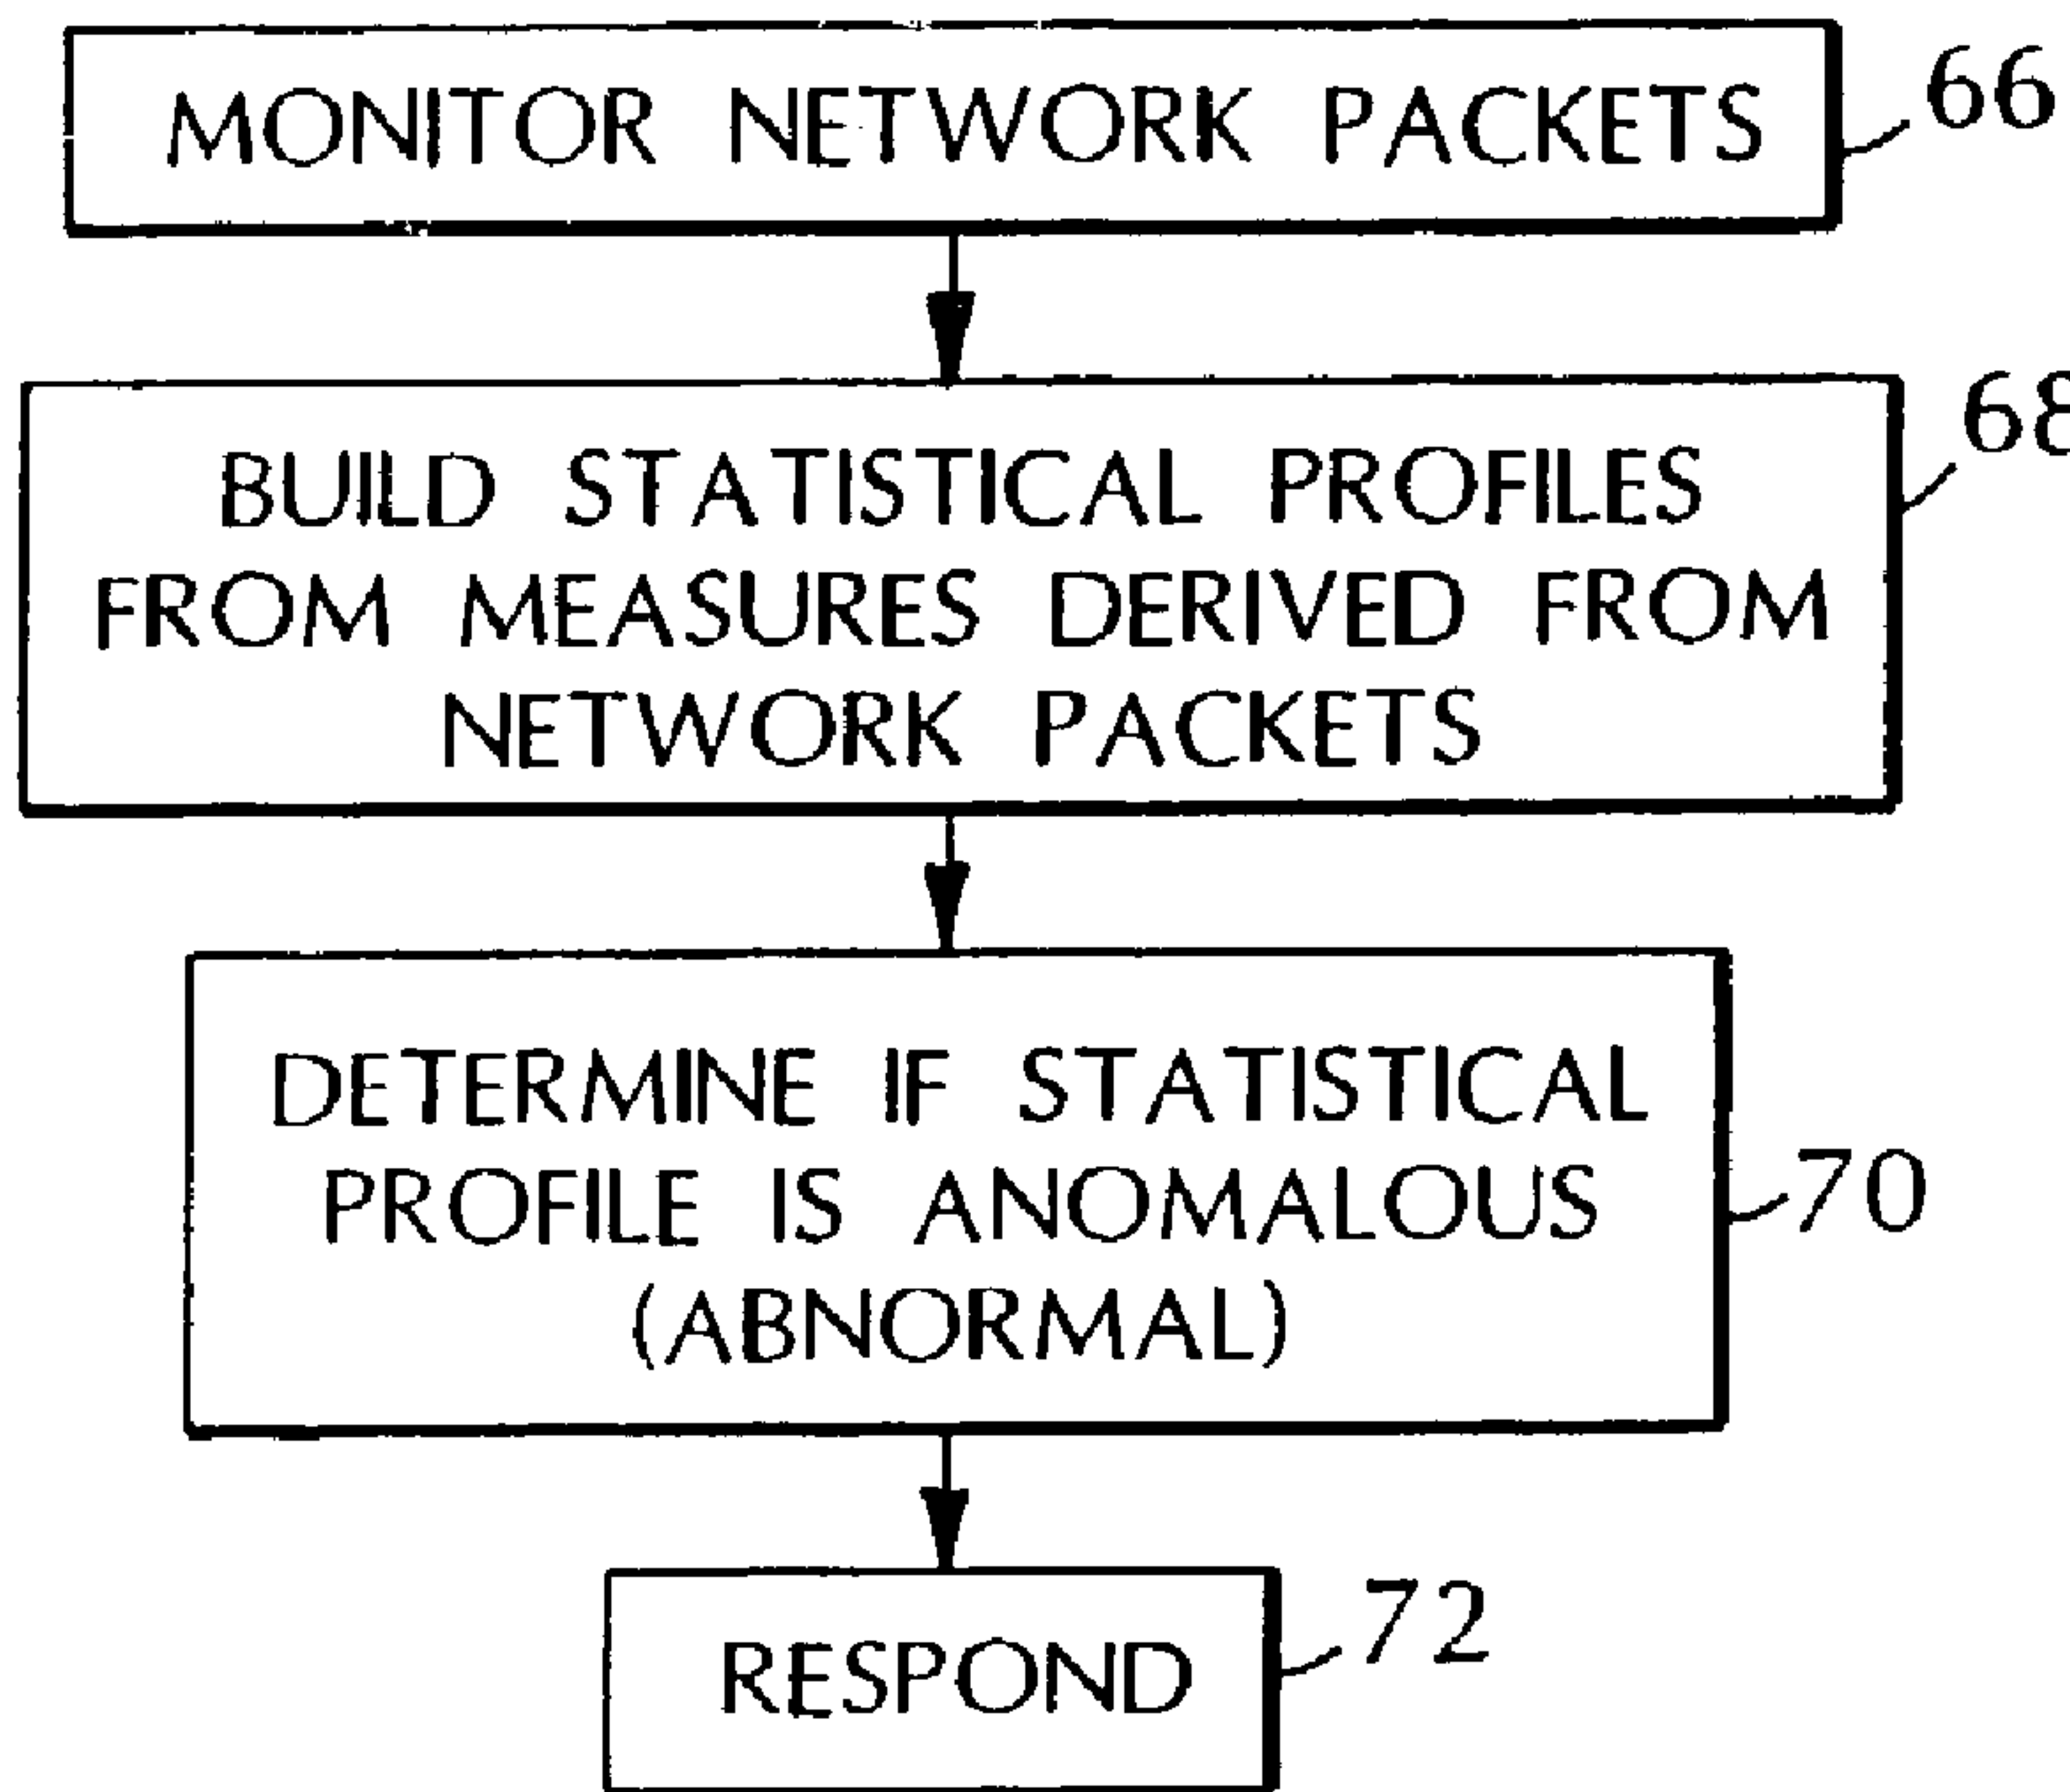 MONITOR NETWORK PACKETS
66
BUILD STATISTICAL PROFILES
FROM MEASURES DERIVED FROM
NETWORK PACKETS
68
DETERMINE IF STATISTICAL
PROFILE IS ANOMALOUS
(ABNORMAL)
70
RESPOND
72